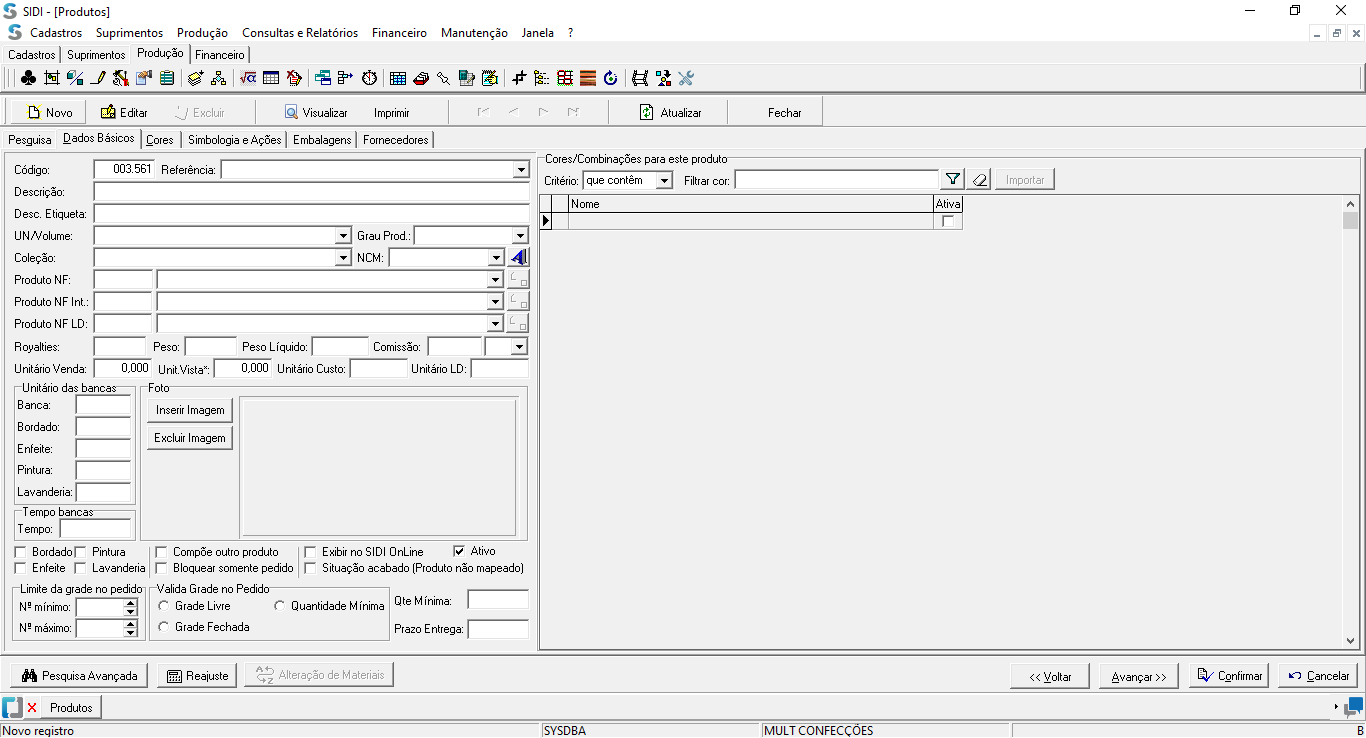 SIDI - [Produtos]
Cadastros Suprimentos Produção Consultas e Relatórios Financeiro Manutenção Janela ?
Cadastros Suprimentos Produção Financeiro
Novo Editar Excluir Visualizar Imprimir Atualizar Fechar
Pesquisa Dados Básicos Cores Simbologia e Ações Embalagens Fornecedores
Código: 003.561 Referência:
Descrição:
Desc. Etiqueta:
UN/Volume: Grau Prod.:
Coleção: NCM:
Produto NF:
Produto NF Int.:
Produto NF LD:
Royalties: Peso: Peso Líquido: Comissão:
Unitário Venda: 0,000 Unit.Vista*: 0,000 Unitário Custo: Unitário LD:
Unitário das bancas
Banca:
Bordado:
Enfeite:
Pintura:
Lavanderia:
Tempo bancas
Tempo:
Foto
Inserir Imagem
Excluir Imagem
Bordado Pintura Compõe outro produto Exibir no SIDI OnLine Ativo
Enfeite Lavanderia Bloquear somente pedido Situação acabado (Produto não mapeado)
Limite da grade no pedido
Nº mínimo:
Nº máximo:
Valida Grade no Pedido
Grade Livre Quantidade Mínima
Grade Fechada
Qte Mínima:
Prazo Entrega:
Cores/Combinações para este produto
Critério: que contêm Filtrar cor: Importar
Nome Ativa
Pesquisa Avançada Reajuste Alteração de Materiais << Voltar Avançar >> Confirmar Cancelar
Produtos
Novo registro SYSDBA MULT CONFECÇÕES B